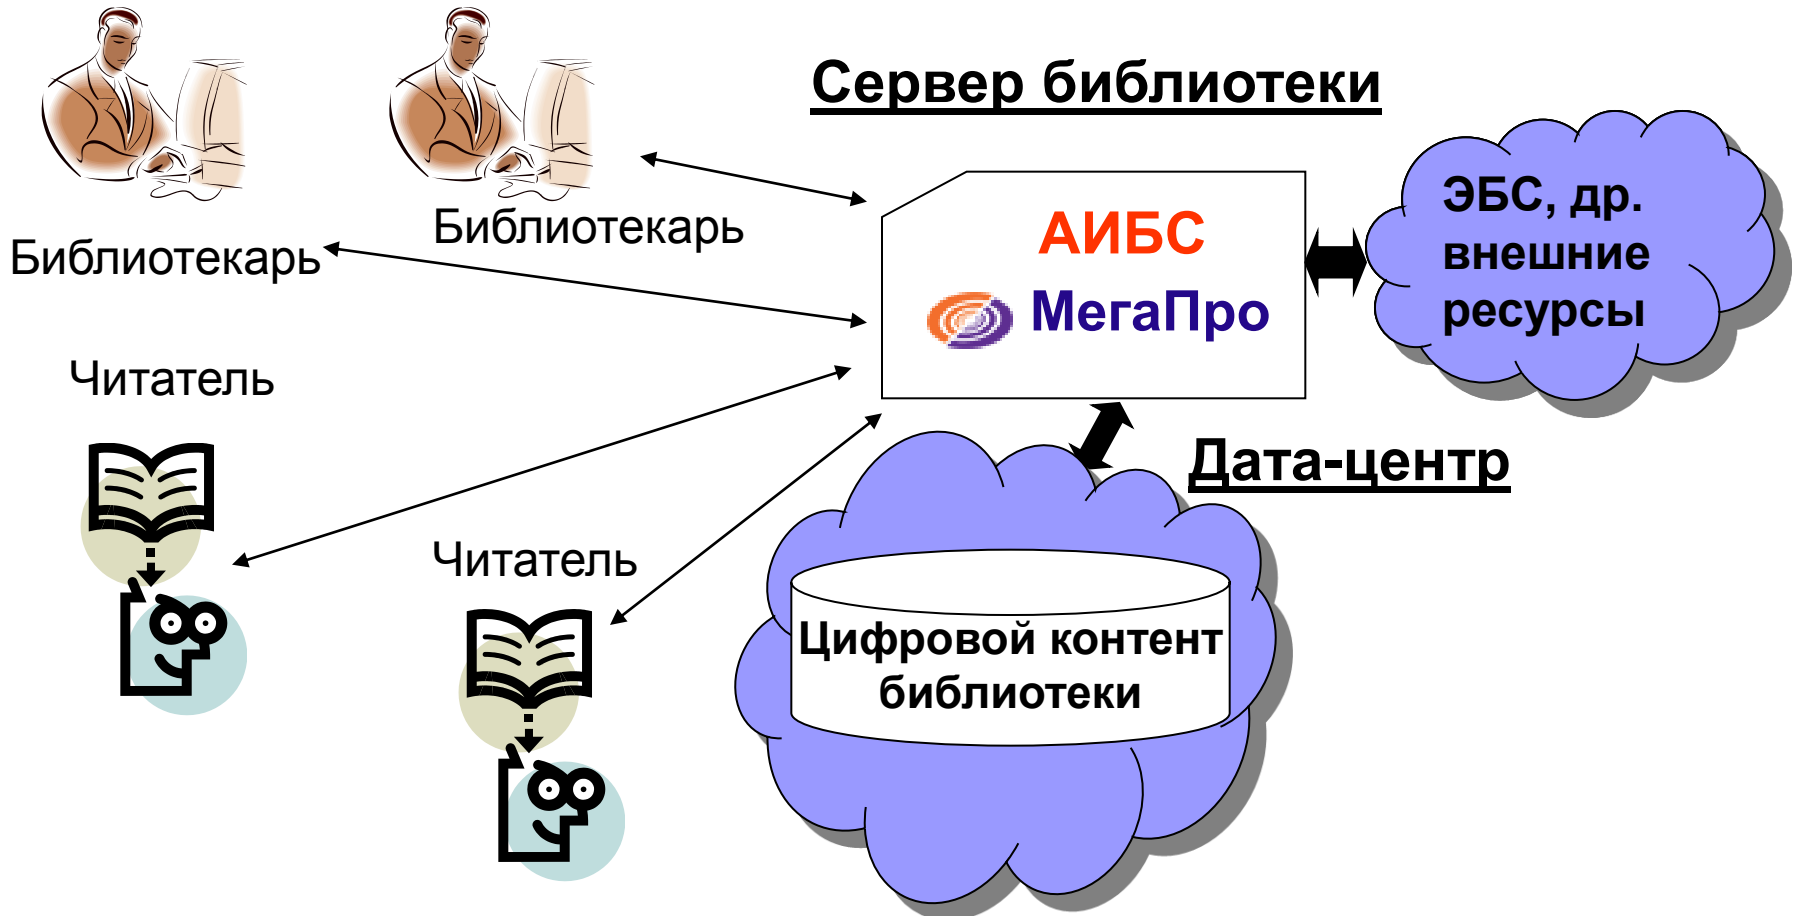 Сервер библиотеки
Библиотекарь
Библиотекарь
АИБС
МегаПро
ЭБС, др.
внешние
ресурсы
Читатель
Читатель
Дата-центр
Цифровой контент
библиотеки